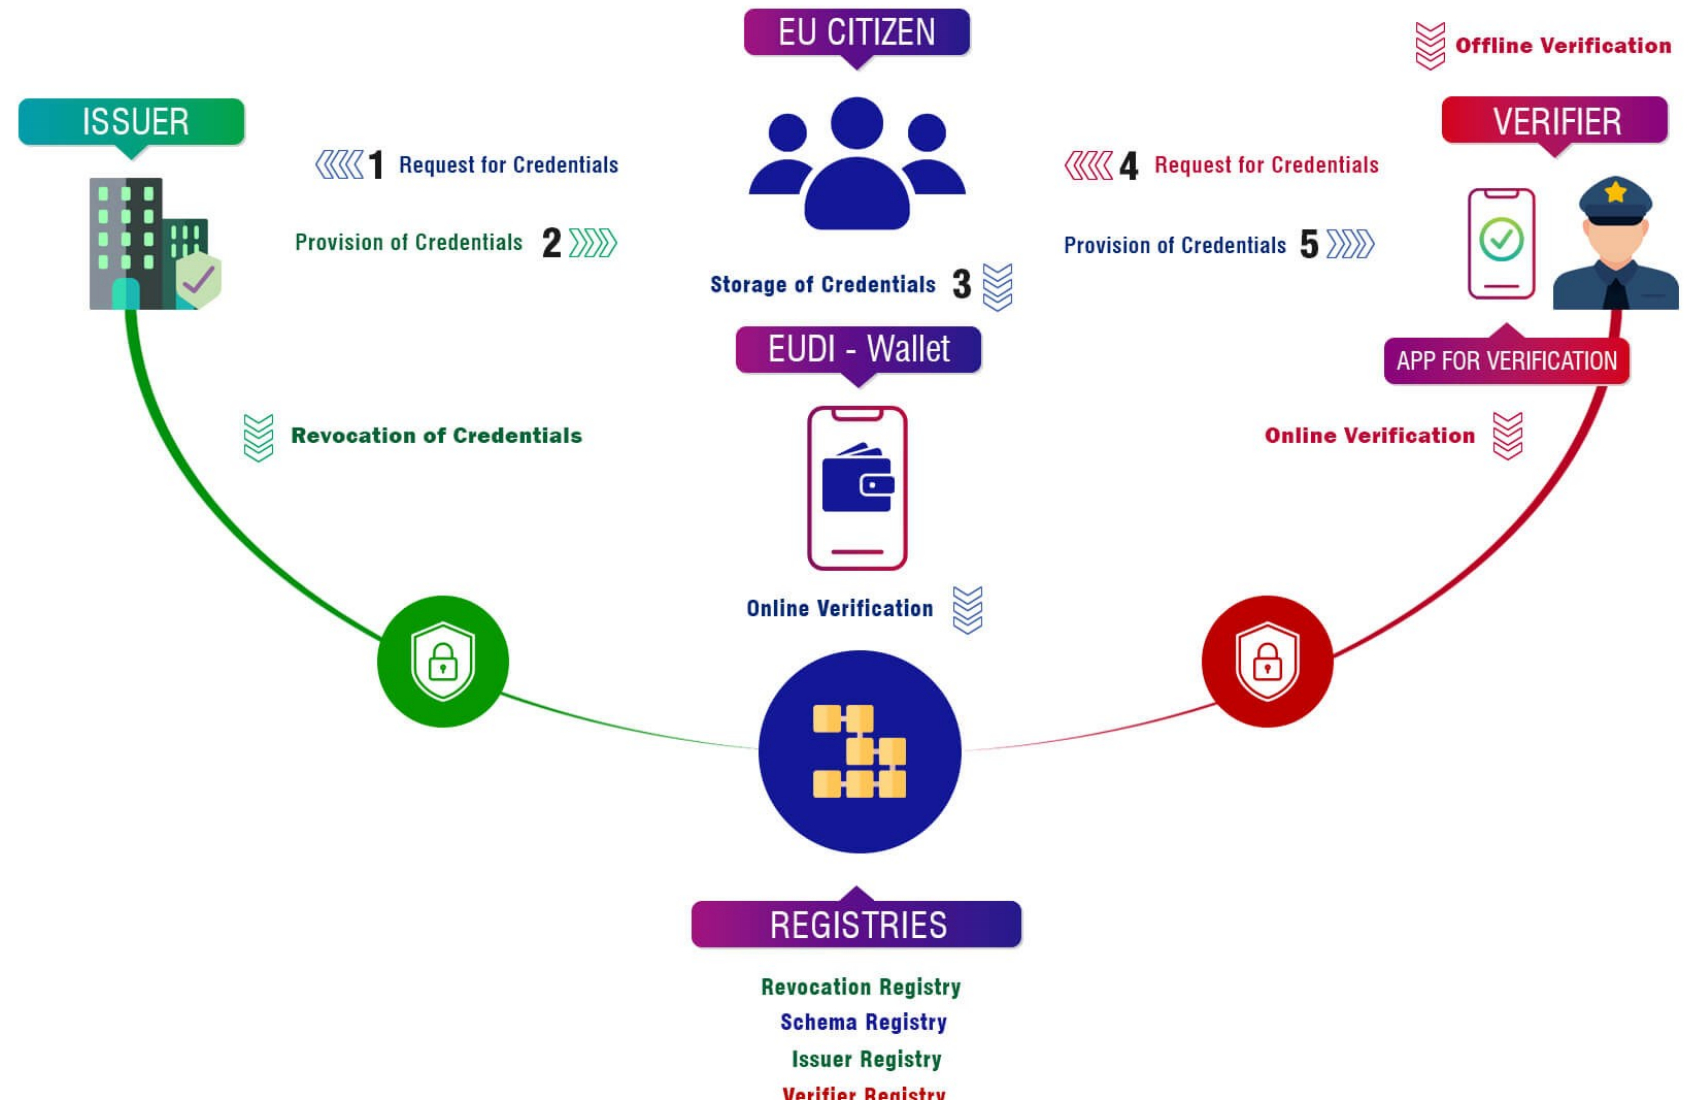 EU CITIZEN
Offline Verification
ISSUER
VERIFIER
1 Request for Credentials
4 Request for Credentials
Provision of Credentials 2
Provision of Credentials 5
Storage of Credentials 3
EUDI - Wallet
APP FOR VERIFICATION
Revocation of Credentials
Online Verification
Online Verification
REGISTRIES
Revocation Registry
Schema Registry
Issuer Registry
Verifier Registry